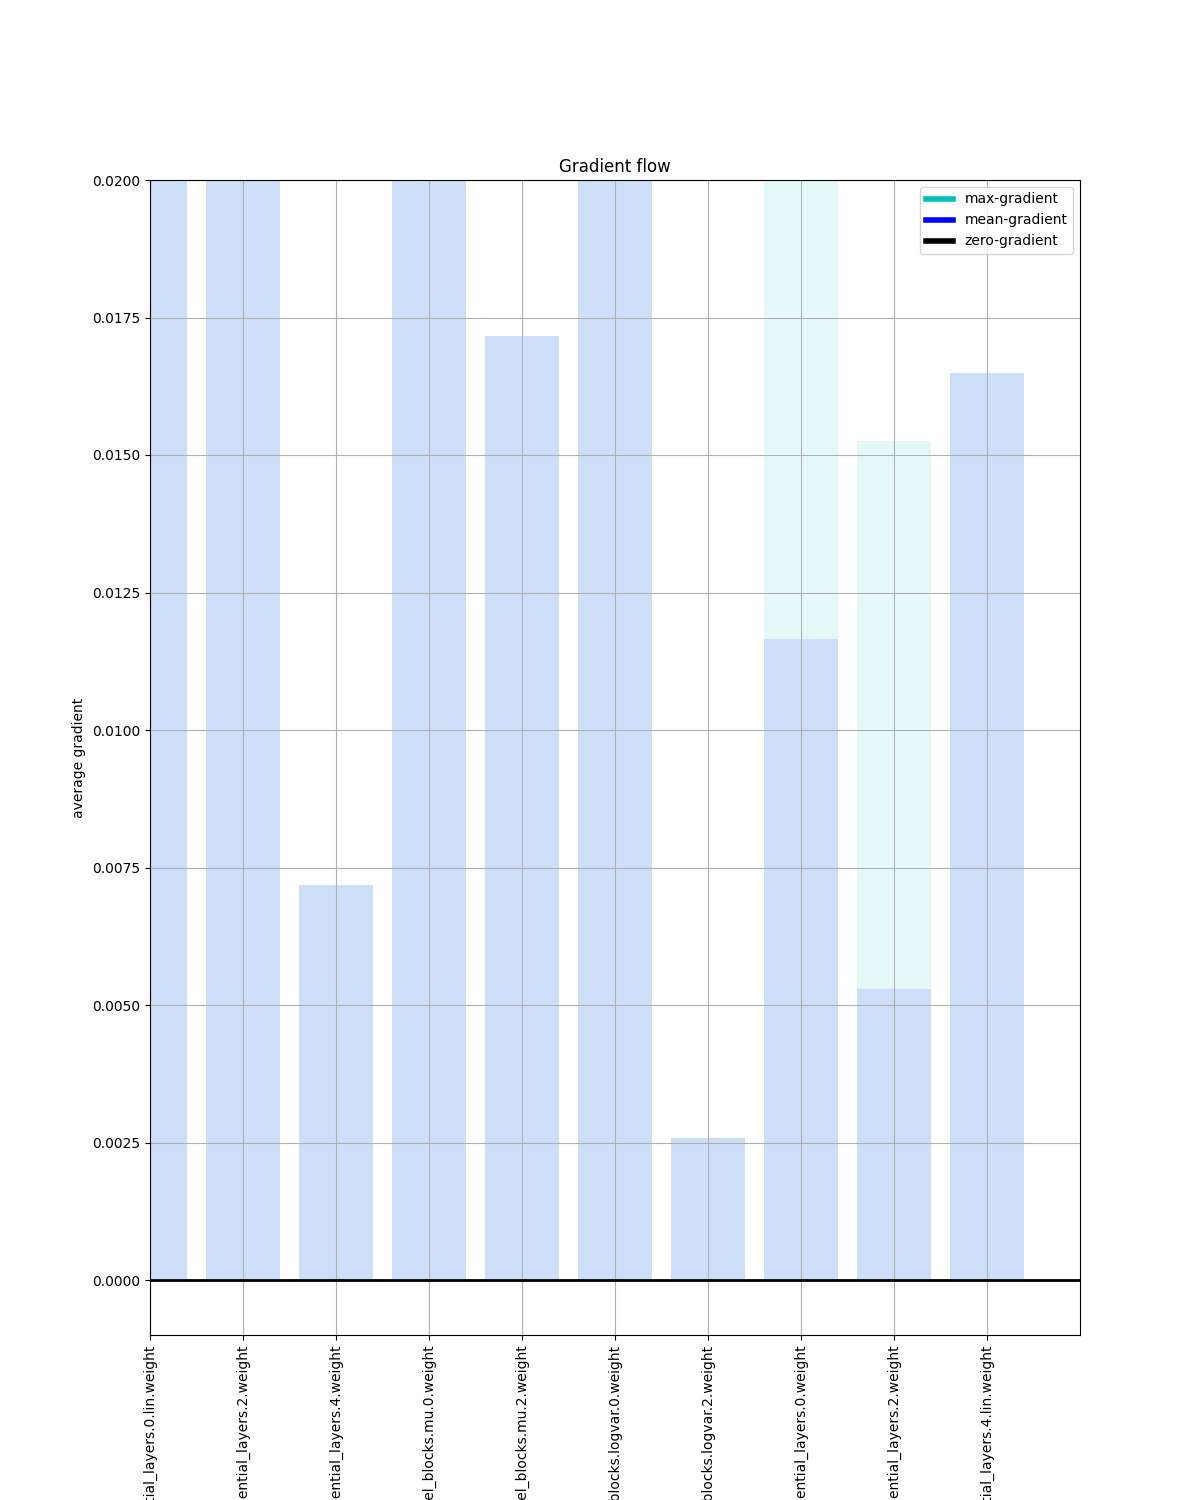 Gradient flow
max-gradient
mean-gradient
zero-gradient
average gradient
0.0200
0.0175
0.0150
0.0125
0.0100
0.0075
0.0050
0.0025
0.0000
tial_layers.0.lin.weight
ential_layers.2.weight
ential_layers.4.weight
el_blocks.mu.0.weight
el_blocks.mu.2.weight
blocks.logvar.0.weight
blocks.logvar.2.weight
ential_layers.0.weight
ential_layers.2.weight
tial_layers.4.lin.weight